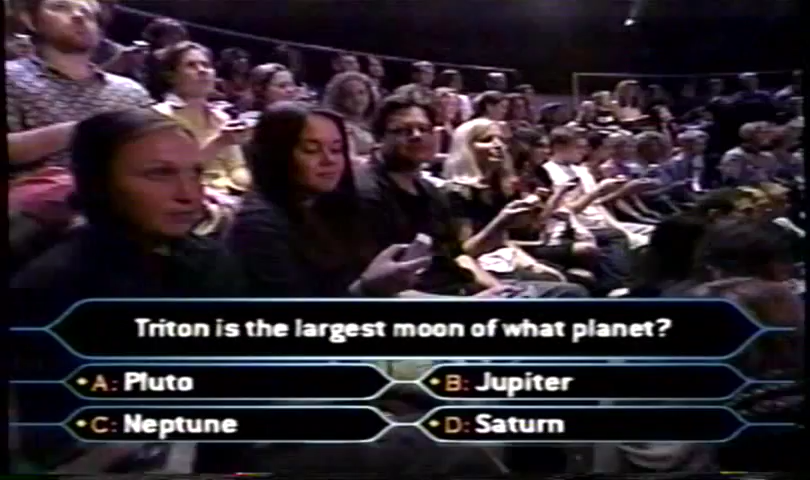 Triton is the largest moon of what planet?
A: Pluto
B: Jupiter
C: Neptune
D: Saturn